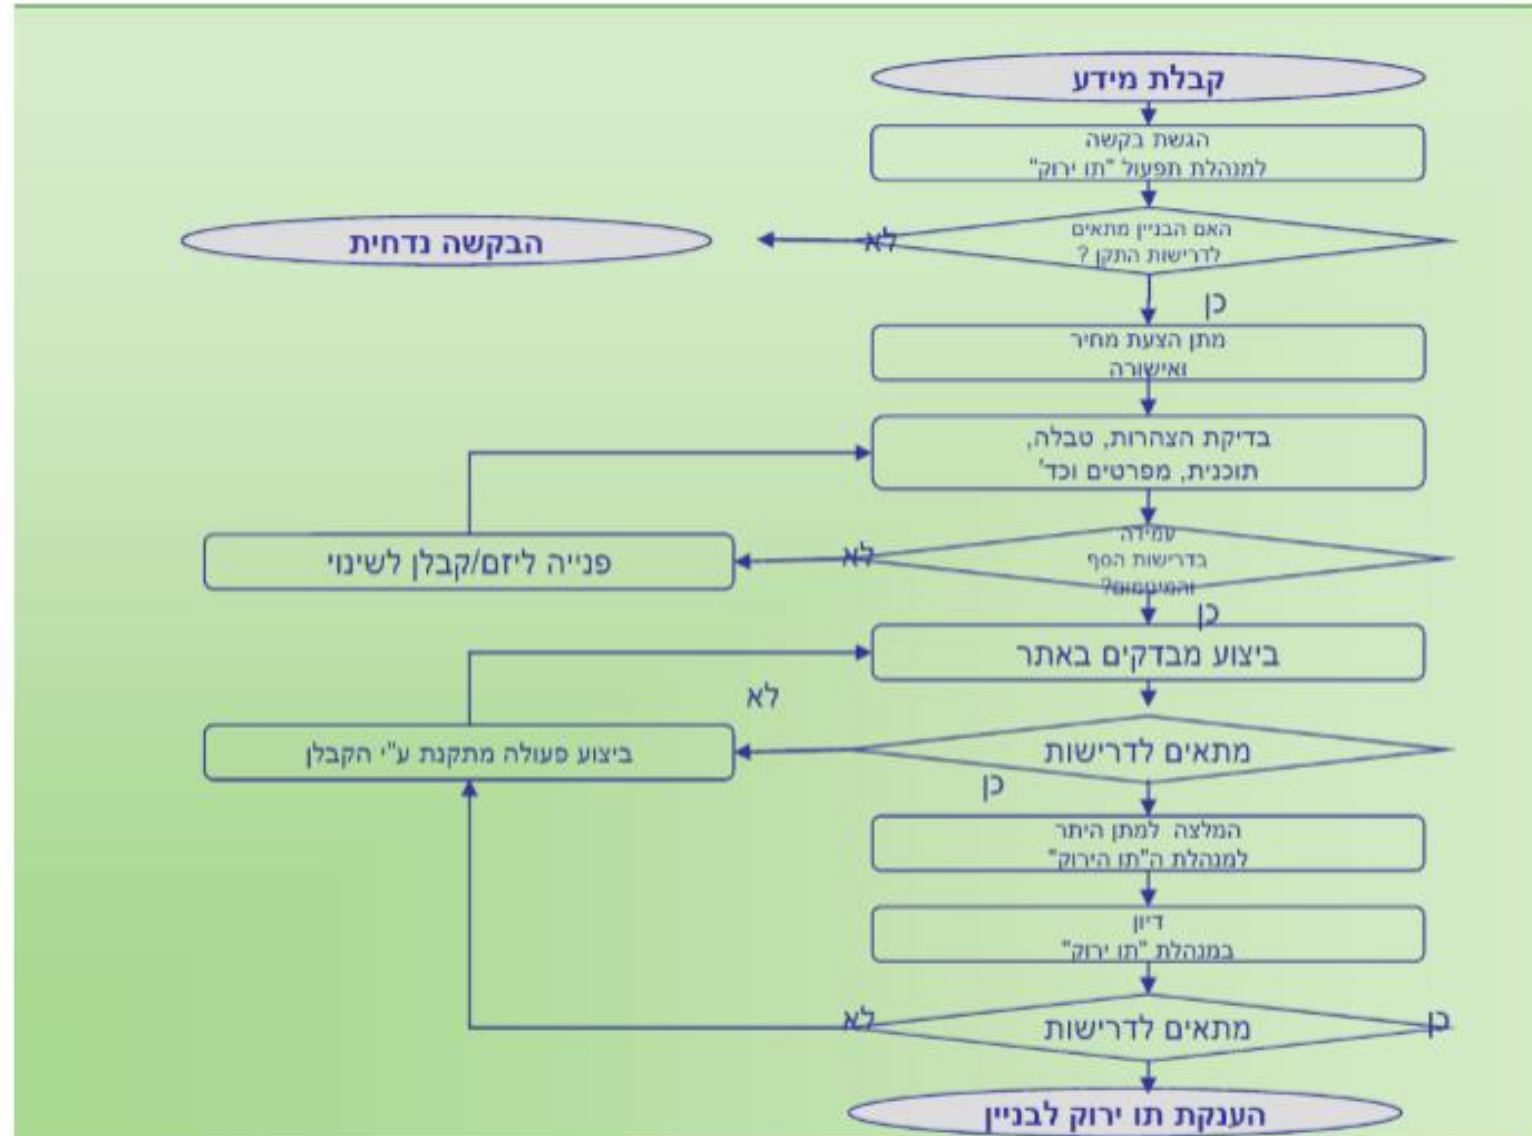 קבלת מידע
הגשת בקשה
למנהלת תפעול "תו ירוק"
האם הבניין מתאים
לדרישות התקן ?
לא
הבקשה נדחית
כן
מתן הצעת מחיר
ואישורה
בדיקת הצהרות, טבלה,
תוכנית, מפרטים וכד'
עמידה
בדרישות הסף
והמינימום?
לא
פנייה ליזם/קבלן לשינוי
כן
ביצוע מבדקים באתר
לא
מתאים לדרישות
ביצוע פעולה מתקנת ע"י הקבלן
כן
המלצה למתן היתר
למנהלת ה"תו הירוק"
דיון
במנהלת "תו ירוק"
כן
מתאים לדרישות
לא
הענקת תו ירוק לבניין